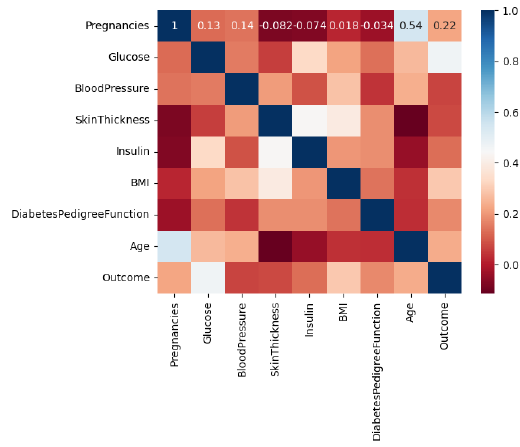 Pregnancies 1 0.13 0.14 -0.082 -0.074 0.018 -0.034 0.54 0.22
Glucose
BloodPressure
SkinThickness
Insulin
BMI
DiabetesPedigreeFunction
Age
Outcome
1.0
0.8
0.6
0.4
0.2
0.0
Pregnancies
Glucose
BloodPressure
SkinThickness
Insulin
BMI
DiabetesPedigreeFunction
Age
Outcome